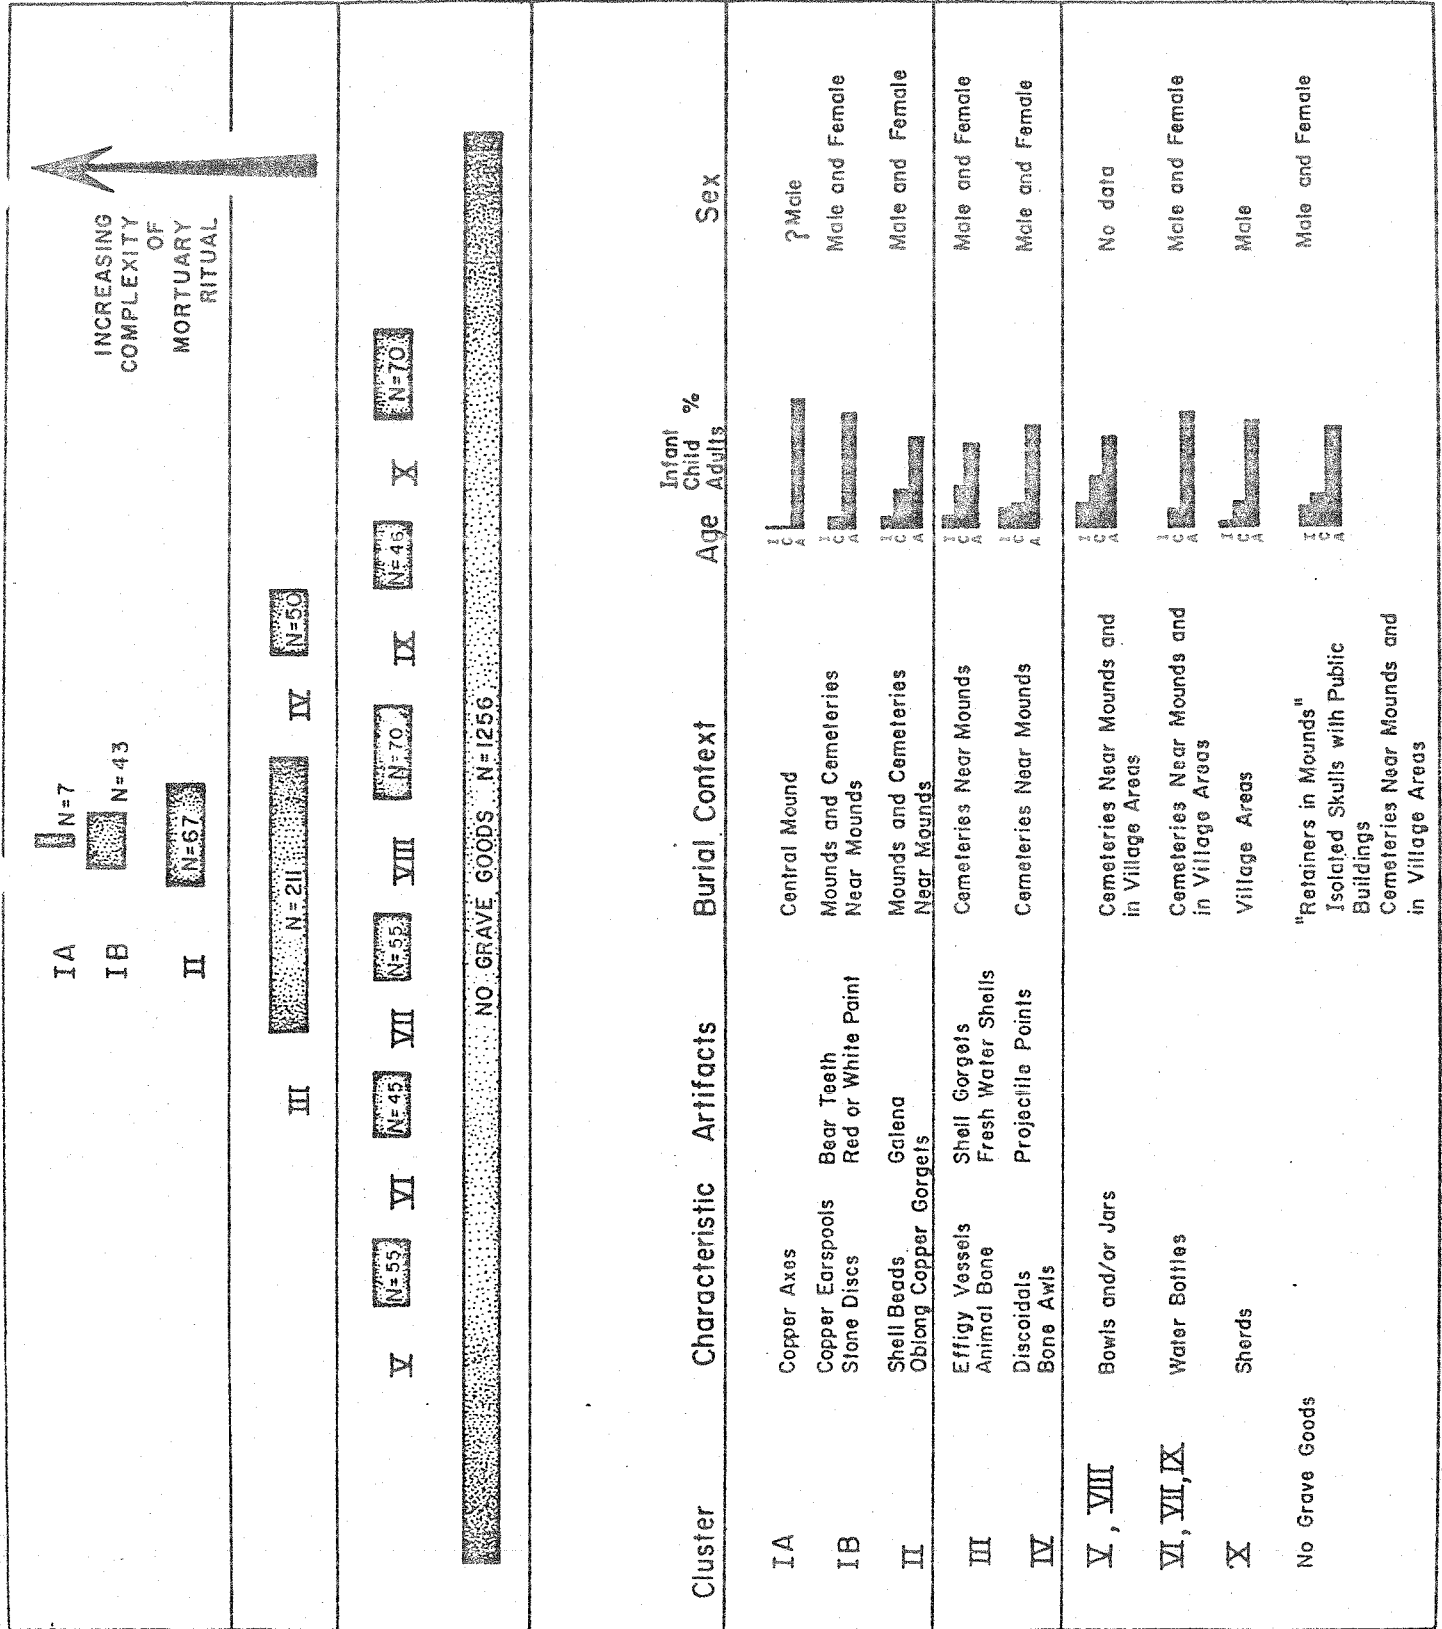 IA N=7
IB N=43
II N=67
INCREASING
COMPLEXITY
OF
MORTUARY
RITUAL
III N=211 IV N=50
V N=55 VI N=45 VII N=55 VIII N=70 IX N=46 X N=70
NO GRAVE GOODS N=1256
Cluster Characteristic Artifacts Burial Context Age Infant Child Adults % Sex
IA Copper Axes Central Mound I C A ? Male
IB Copper Earspools Bear Teeth Mounds and Cemeteries I C A Male and Female
Stone Discs Red or White Paint Near Mounds
II Shell Beads Galena Mounds and Cemeteries I C A Male and Female
Oblong Copper Gorgets Near Mounds
III Effigy Vessels Shell Gorgets Cemeteries Near Mounds I C A Male and Female
Animal Bone Fresh Water Shells
IV Discoidals Projectile Points Cemeteries Near Mounds I C A Male and Female
Bone Awls
V, VIII Bowls and/or Jars Cemeteries Near Mounds and I C A No data
in Village Areas
VI, VII, IX Water Bottles Cemeteries Near Mounds and I C A Male and Female
in Village Areas
X Sherds Village Areas I C A Male
No Grave Goods "Retainers in Mounds" I C A Male and Female
Isolated Skulls with Public
Buildings
Cemeteries Near Mounds and
in Village Areas